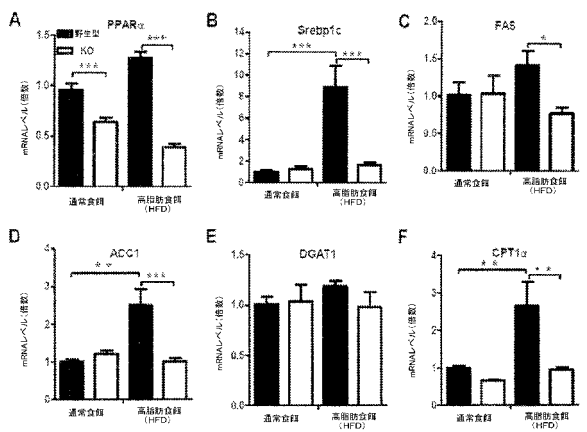 A
PPARα
野生型
KO
***
***
mRNAレベル(倍数)
1.5
1.0
0.5
0.0
通常食餌
高脂肪食餌
(HFD)
B
Srebp1c
***
***
mRNAレベル(倍数)
14
12
10
8
6
4
2
0
通常食餌
高脂肪食餌
(HFD)
C
FAS
*
mRNAレベル(倍数)
2.0
1.5
1.0
0.0
通常食餌
高脂肪食餌
(HFD)
D
ACC1
**
***
mRNAレベル(倍数)
4
3
2
1
0
通常食餌
高脂肪食餌
(HFD)
E
DGAT1
mRNAレベル(倍数)
1.5
1.0
0.5
0.0
通常食餌
高脂肪食餌
(HFD)
F
CPT1α
**
**
mRNAレベル(倍数)
4
3
2
1
0
通常食餌
高脂肪食餌
(HFD)